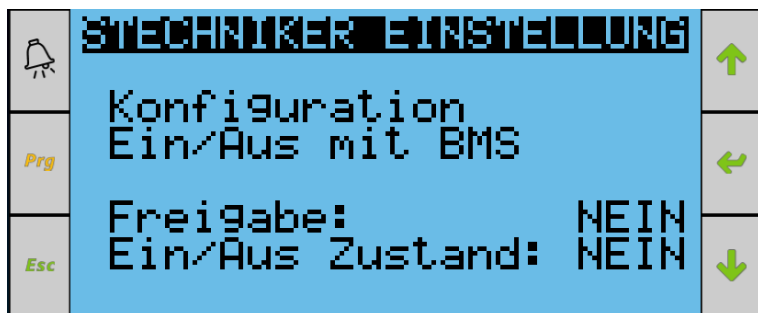 STECHNIKER EINSTELLUNG
Konfiguration
Ein/Aus mit BMS
Prg
Freigabe: NEIN
Ein/Aus Zustand: NEIN
Esc